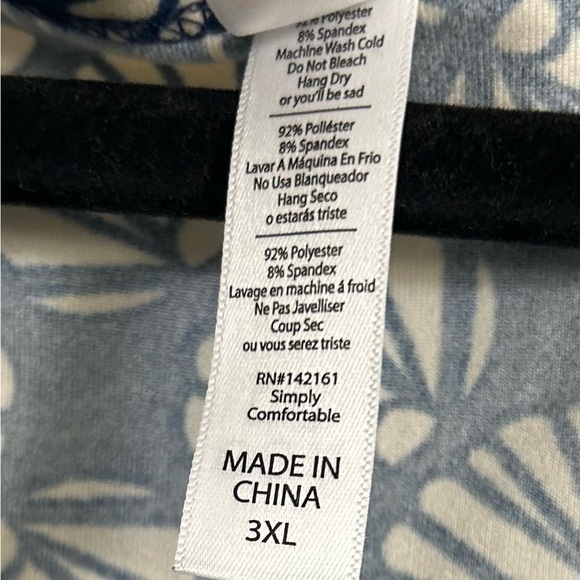 92% Polyester
8% Spandex
Machine Wash Cold
Do Not Bleach
Hang Dry
or you'll be sad
92% Poliéster
8% Spandex
Lavar A Máquina En Frio
No Usa Blanqueador
Hang Seco
o estarás triste
92% Polyester
8% Spandex
Lavage en machine á froid
Ne Pas Javelliser
Coup Sec
ou vous serez triste
RN#142161
Simply
Comfortable
MADE IN
CHINA
3XL